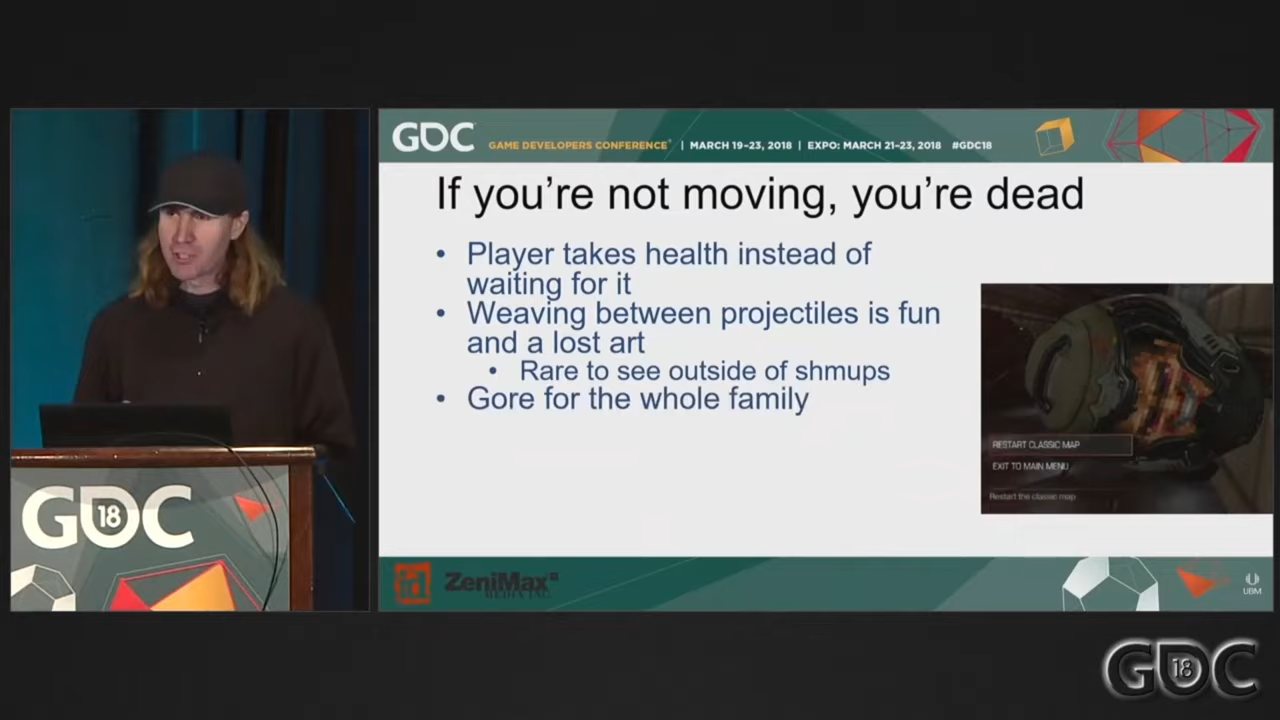 GDC
GAME DEVELOPERS CONFERENCE® | MARCH 19–23, 2018 | EXPO: MARCH 21–23, 2018 #GDC18
If you're not moving, you're dead
• Player takes health instead of
waiting for it
• Weaving between projectiles is fun
and a lost art
• Rare to see outside of shmups
• Gore for the whole family
RESTART CLASSIC MAP
EXIT TO MAIN MENU
Restart the classic map
GDC
18
id
ZeniMax
MEDIA INC.
UBM
GDC
18